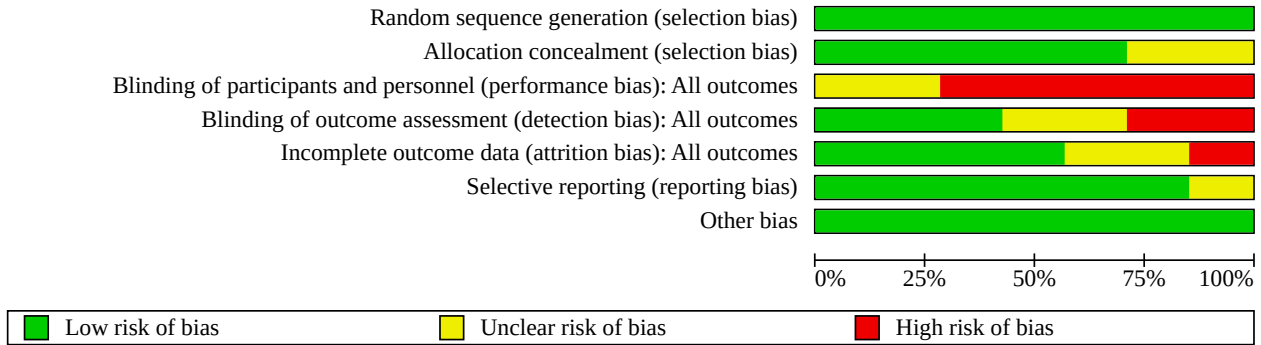 Random sequence generation (selection bias)
Allocation concealment (selection bias)
Blinding of participants and personnel (performance bias): All outcomes
Blinding of outcome assessment (detection bias): All outcomes
Incomplete outcome data (attrition bias): All outcomes
Selective reporting (reporting bias)
Other bias
0% 25% 50% 75% 100%
Low risk of bias Unclear risk of bias High risk of bias